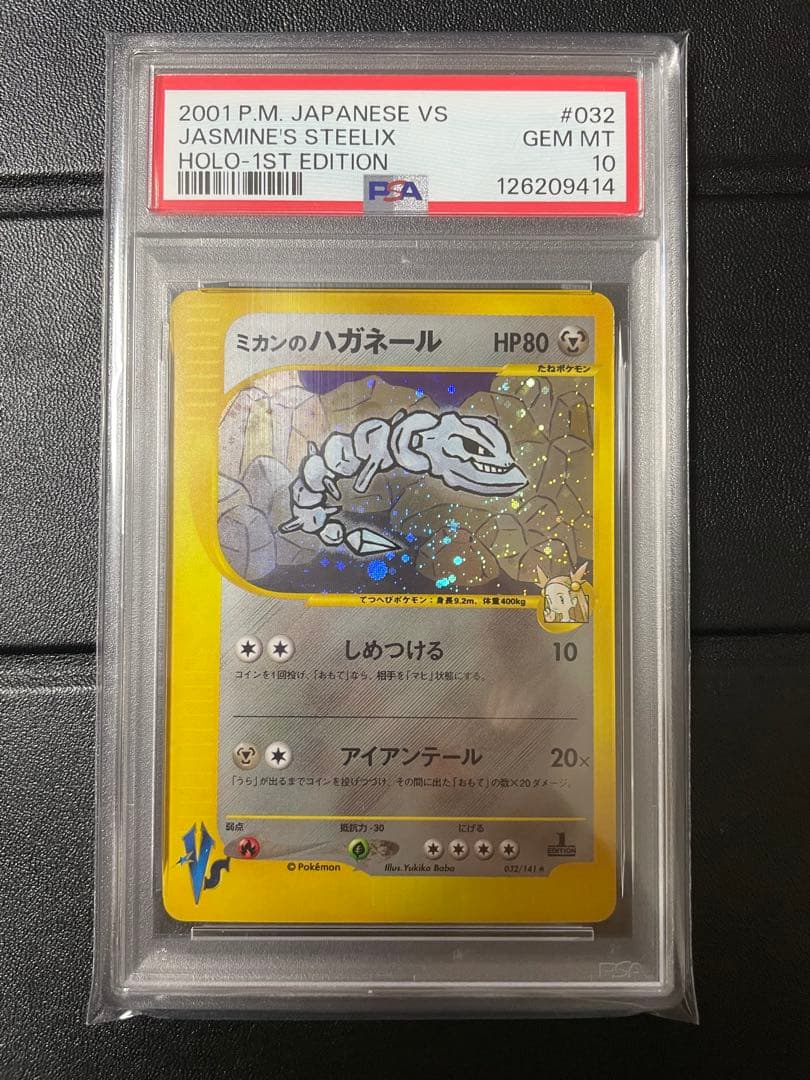 2001 P.M. JAPANESE VS #032
JASMINE'S STEELIX GEM MT
HOLO-1ST EDITION 10
PSA 126209414
ミカンのハガネール HP80
たねポケモン
てつへびポケモン：身長9.2m、体重400kg
しめつける 10
コインを1回投げ、「おもて」なら、相手を「マヒ」状態にする。
アイアンテール 20×
「うら」が出るまでコインを投げつづけ、その間に出た「おもて」の数×20ダメージ。
弱点 抵抗力 -30 にげる
1 EDITION
VS
© Pokémon Illus. Yukiko Baba 032/141 ●
PSA